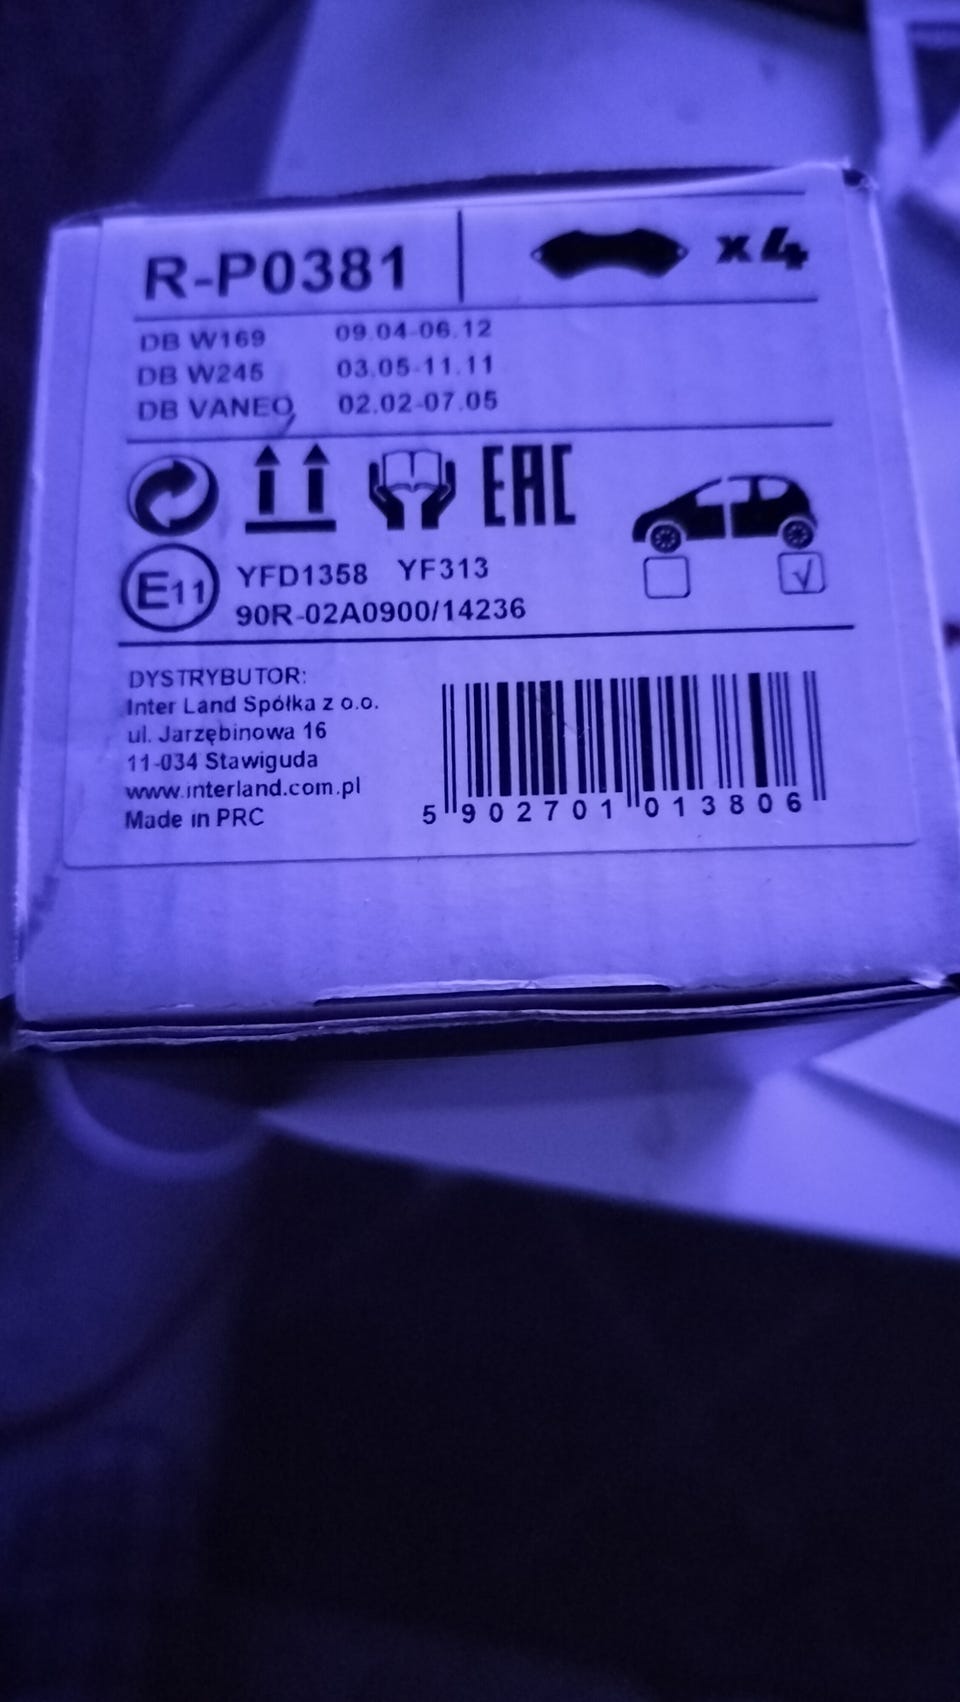 R-P0381
x4
DB W169 09.04-06.12
DB W245 03.05-11.11
DB VANEO 02.02-07.05
EAC
E11 YFD1358 YF313
90R-02A0900/14236
DYSTRYBUTOR:
Inter Land Spółka z o.o.
ul. Jarzębinowa 16
11-034 Stawiguda
www.interland.com.pl
Made in PRC
5 902701 013806